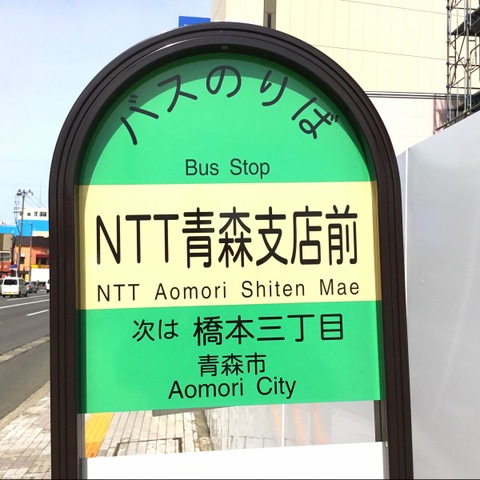 バスのりば
Bus Stop
NTT青森支店前
NTT Aomori Shiten Mae
次は 橋本三丁目
青森市
Aomori City